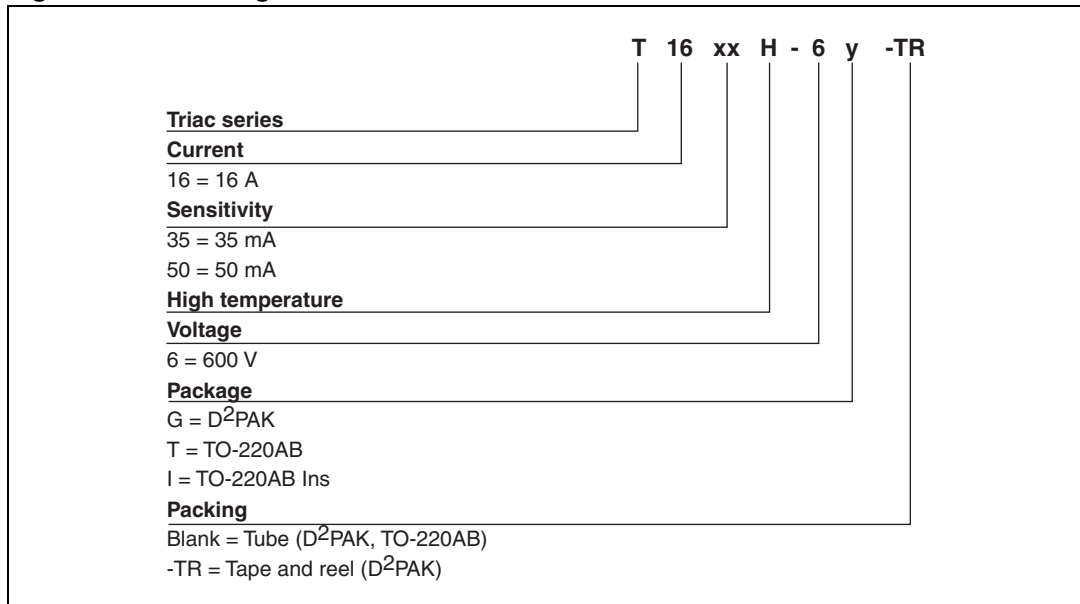 T 16 xx H - 6 y -TR
Triac series
Current
16 = 16 A
Sensitivity
35 = 35 mA
50 = 50 mA
High temperature
Voltage
6 = 600 V
Package
G = D²PAK
T = TO-220AB
I = TO-220AB Ins
Packing
Blank = Tube (D²PAK, TO-220AB)
-TR = Tape and reel (D²PAK)